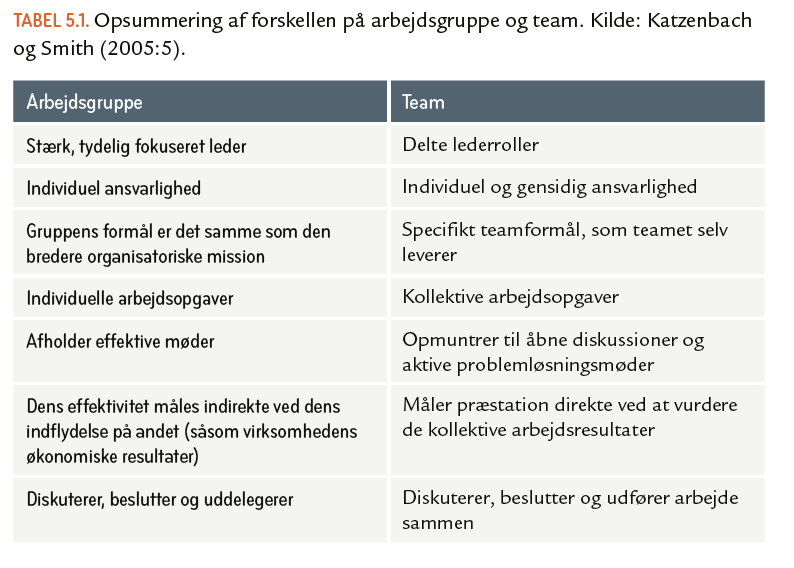 TABEL 5.1. Opsummering af forskellen på arbejdsgruppe og team. Kilde: Katzenbach
og Smith (2005:5).
Arbejdsgruppe
Team
Stærk, tydelig fokuseret leder
Delte lederroller
Individuel ansvarlighed
Individuel og gensidig ansvarlighed
Gruppens formål er det samme som den
bredere organisatoriske mission
Specifikt teamformål, som teamet selv
leverer
Individuelle arbejdsopgaver
Kollektive arbejdsopgaver
Afholder effektive møder
Opmuntrer til åbne diskussioner og
aktive problemløsningsmøder
Dens effektivitet måles indirekte ved dens
indflydelse på andet (såsom virksomhedens
økonomiske resultater)
Måler præstation direkte ved at vurdere
de kollektive arbejdsresultater
Diskuterer, beslutter og uddelegerer
Diskuterer, beslutter og udfører arbejde
sammen